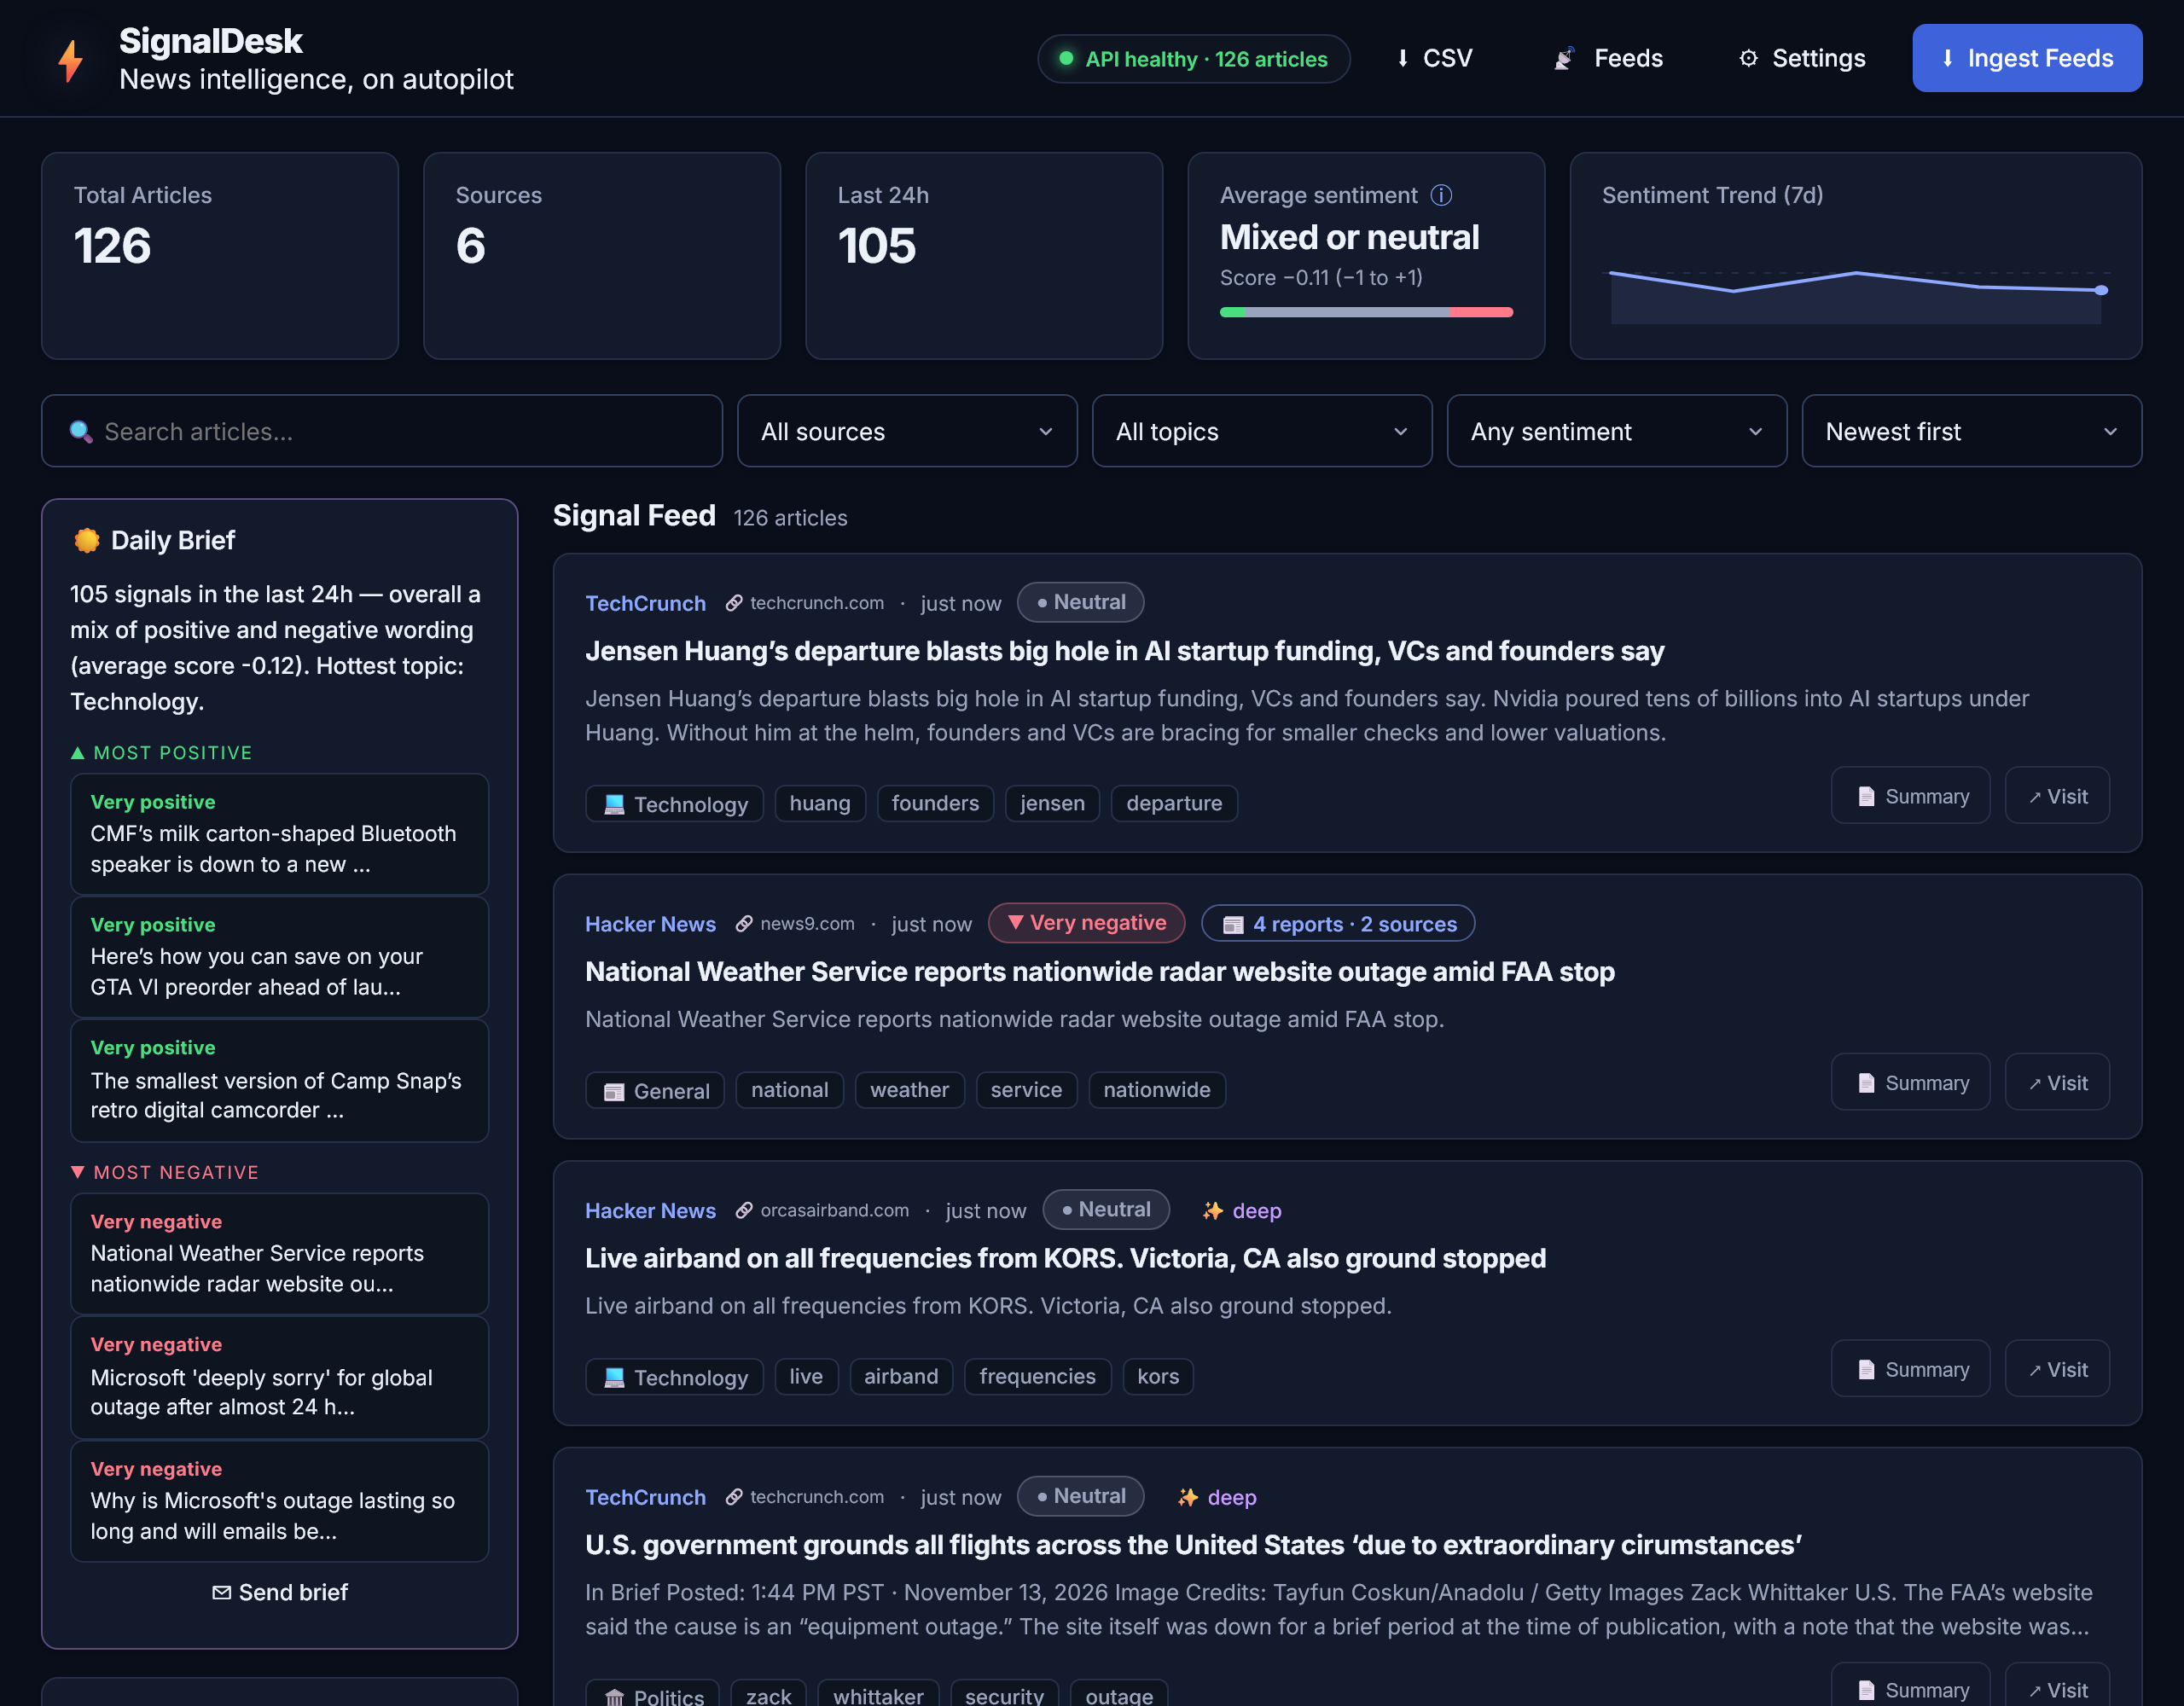 SignalDesk
News intelligence, on autopilot
API healthy · 126 articles
⬇ CSV
Feeds
⚙ Settings
⬇ Ingest Feeds
Total Articles
126
Sources
6
Last 24h
105
Average sentiment ⓘ
Mixed or neutral
Score −0.11 (−1 to +1)
Sentiment Trend (7d)
Search articles...
All sources
All topics
Any sentiment
Newest first
Daily Brief
105 signals in the last 24h — overall a
mix of positive and negative wording
(average score -0.12). Hottest topic:
Technology.
▲ MOST POSITIVE
Very positive
CMF’s milk carton-shaped Bluetooth
speaker is down to a new ...
Very positive
Here’s how you can save on your
GTA VI preorder ahead of lau...
Very positive
The smallest version of Camp Snap’s
retro digital camcorder ...
▼ MOST NEGATIVE
Very negative
National Weather Service reports
nationwide radar website ou...
Very negative
Microsoft 'deeply sorry' for global
outage after almost 24 h...
Very negative
Why is Microsoft's outage lasting so
long and will emails be...
Send brief
Signal Feed 126 articles
TechCrunch techcrunch.com · just now ● Neutral
Jensen Huang’s departure blasts big hole in AI startup funding, VCs and founders say
Jensen Huang’s departure blasts big hole in AI startup funding, VCs and founders say. Nvidia poured tens of billions into AI startups under
Huang. Without him at the helm, founders and VCs are bracing for smaller checks and lower valuations.
Technology huang founders jensen departure
Summary ↗ Visit
Hacker News news9.com · just now ▼ Very negative 4 reports · 2 sources
National Weather Service reports nationwide radar website outage amid FAA stop
National Weather Service reports nationwide radar website outage amid FAA stop.
General national weather service nationwide
Summary ↗ Visit
Hacker News orcasairband.com · just now ● Neutral ✨ deep
Live airband on all frequencies from KORS. Victoria, CA also ground stopped
Live airband on all frequencies from KORS. Victoria, CA also ground stopped.
Technology live airband frequencies kors
Summary ↗ Visit
TechCrunch techcrunch.com · just now ● Neutral ✨ deep
U.S. government grounds all flights across the United States ‘due to extraordinary cirumstances’
In Brief Posted: 1:44 PM PST · November 13, 2026 Image Credits: Tayfun Coskun/Anadolu / Getty Images Zack Whittaker U.S. The FAA’s website
said the cause is an “equipment outage.” The site itself was down for a brief period at the time of publication, with a note that the website was...
Politics zack whittaker security outage
Summary ↗ Visit